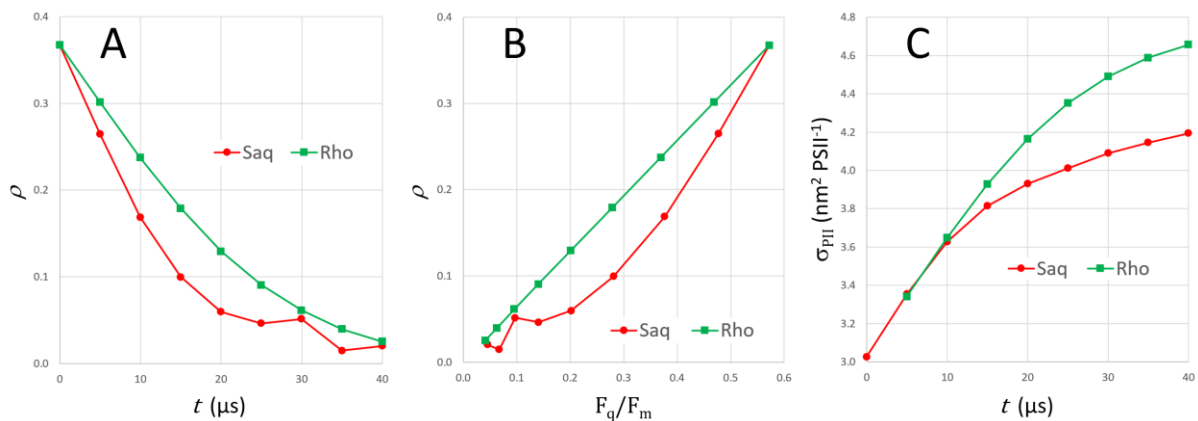 A
ρ
0.4
0.3
0.2
0.1
0.0
Saq Rho
0 10 20 30 40
t (μs)
B
ρ
0.4
0.3
0.2
0.1
0.0
Saq Rho
0.0 0.1 0.2 0.3 0.4 0.5 0.6
Fq/Fm
C
σPII (nm² PSII⁻¹)
4.8
4.6
4.4
4.2
4.0
3.8
3.6
3.4
3.2
3.0
Saq Rho
0 10 20 30 40
t (μs)